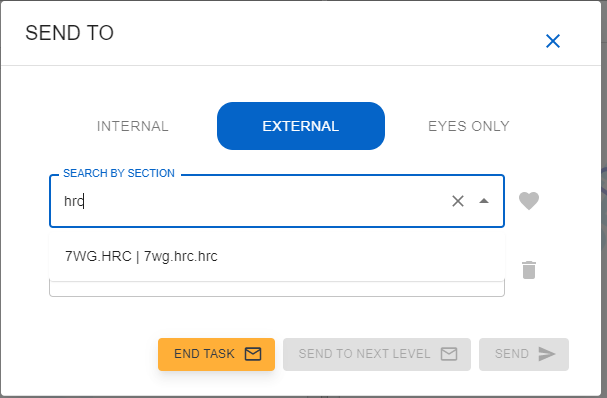 SEND TO
INTERNAL
EXTERNAL
EYES ONLY
SEARCH BY SECTION
hrc
7WG.HRC | 7wg.hrc.hrc
END TASK
SEND TO NEXT LEVEL
SEND